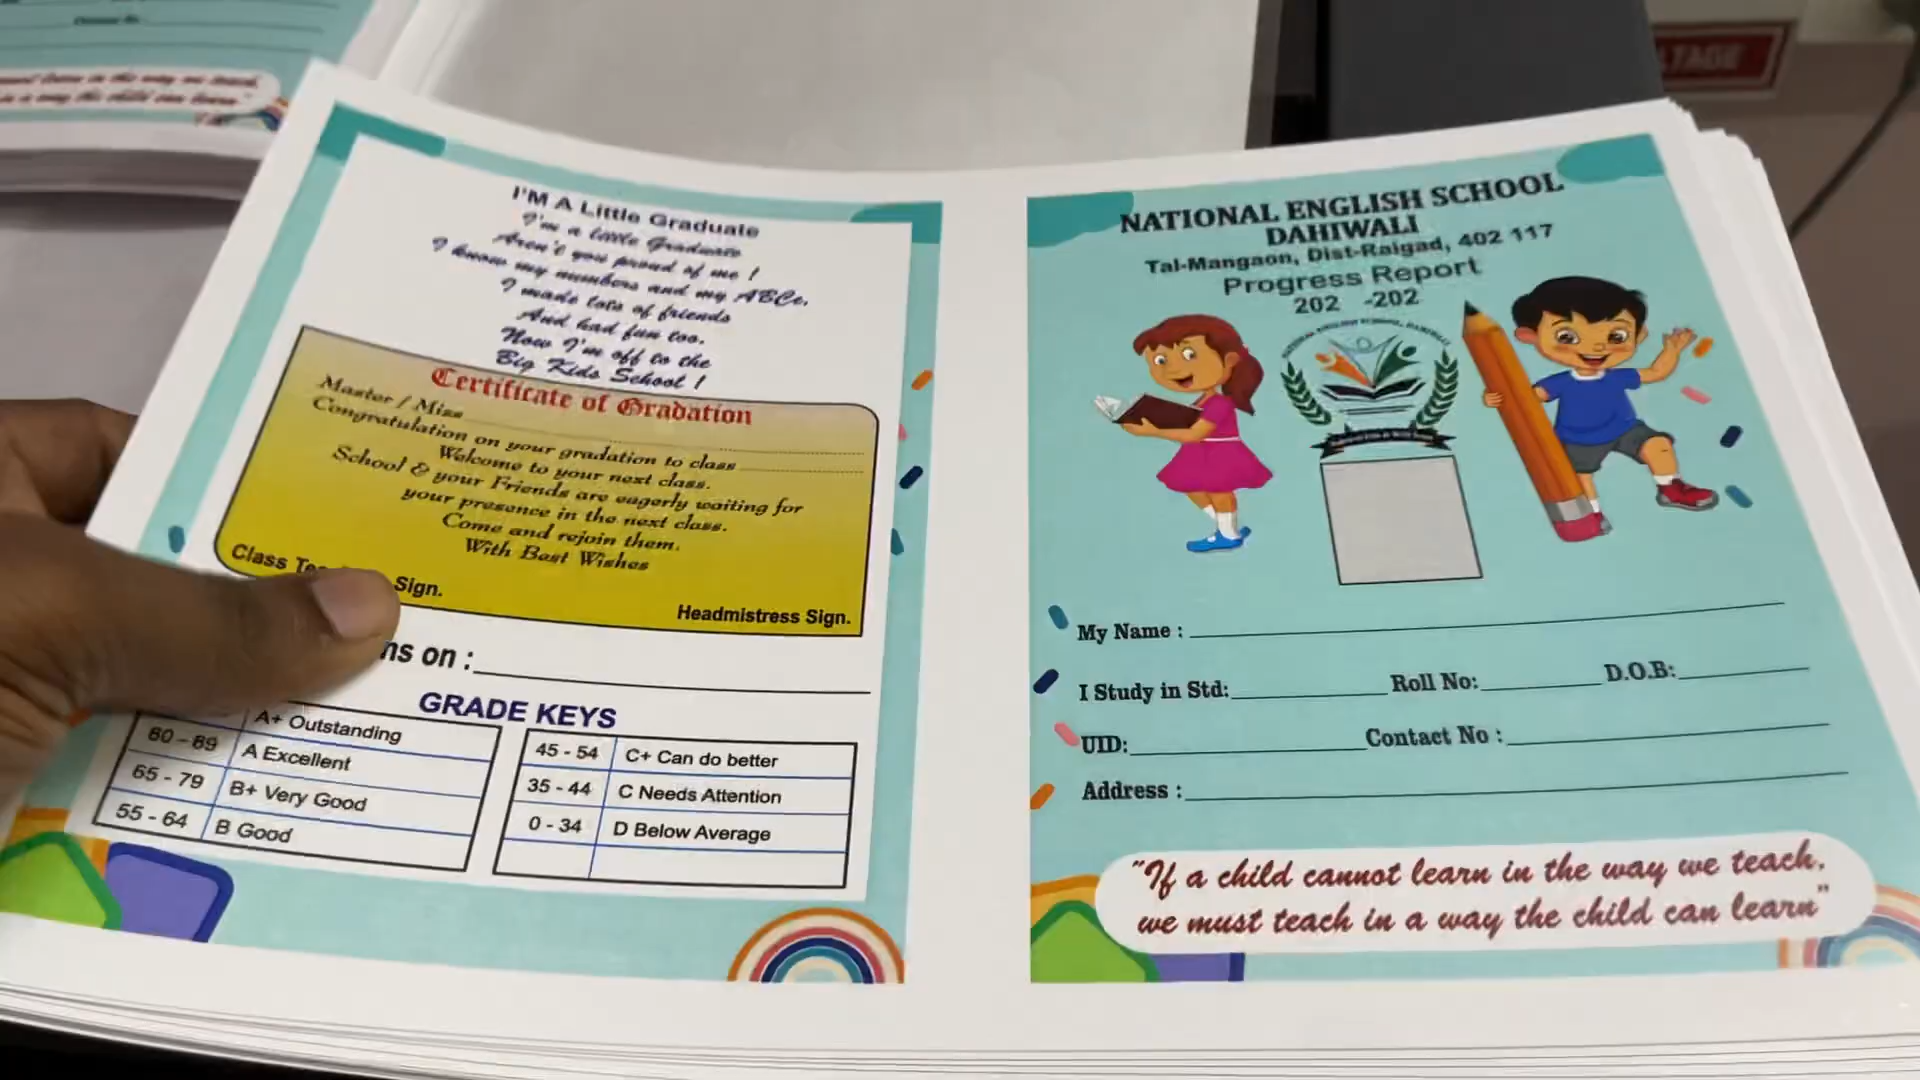 I'M A Little Graduate
I'm a little Graduate
Aren't you proud of me !
I know my numbers and my ABCs,
I made lots of friends
And had fun too.
Now I'm off to the
Big Kids School !
Certificate of Gradation
Master / Miss
Congratulation on your gradation to class
Welcome to your next class.
School & your Friends are eagerly waiting for
your presence in the next class.
Come and rejoin them.
With Best Wishes
Class Sign.
Headmistress Sign.
on :
GRADE KEYS
A+ Outstanding
80 - 89 A Excellent
65 - 79 B+ Very Good
55 - 64 B Good
45 - 54 C+ Can do better
35 - 44 C Needs Attention
0 - 34 D Below Average
NATIONAL ENGLISH SCHOOL
DAHIWALI
Tal-Mangaon, Dist-Raigad, 402 117
Progress Report
202 -202
NATIONAL ENGLISH SCHOOL, DAHIWALI
My Name :
I Study in Std: Roll No: D.O.B:
UID: Contact No :
Address :
"If a child cannot learn in the way we teach,
we must teach in a way the child can learn"